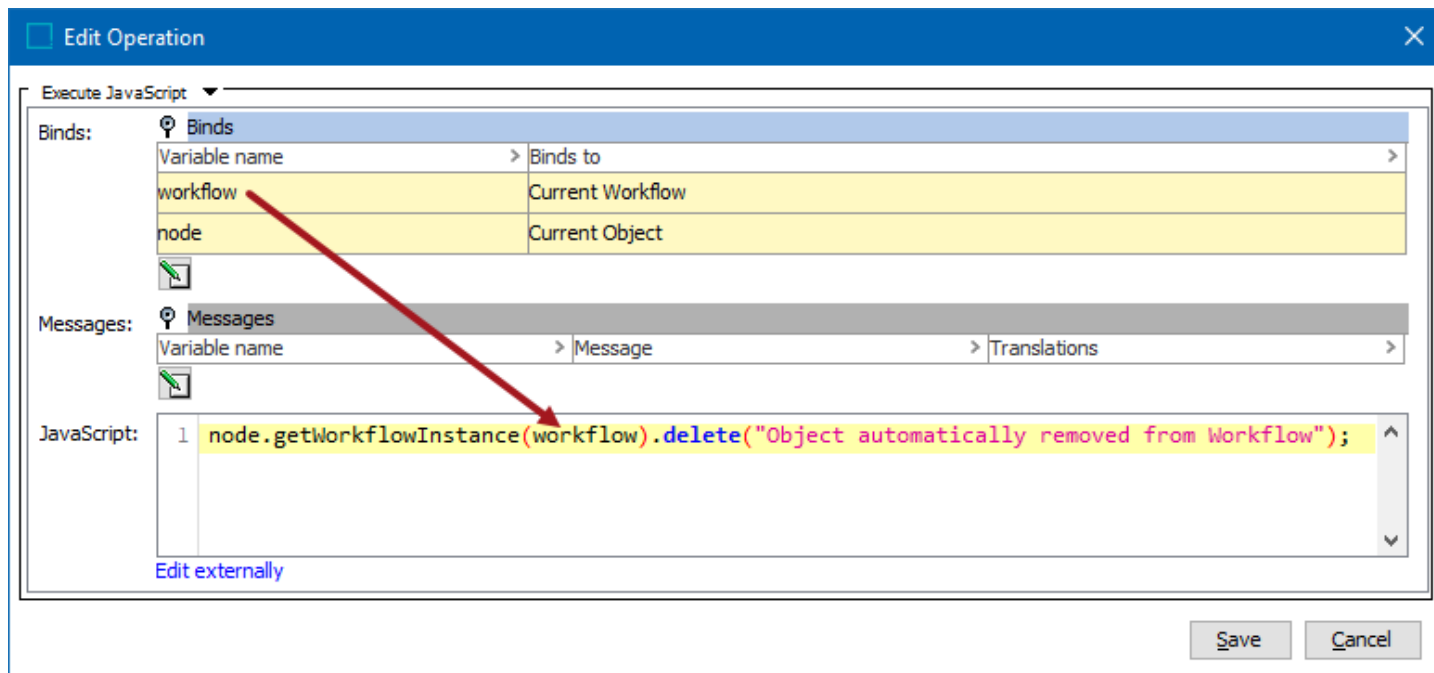 Edit Operation
Execute JavaScript
Binds: Binds
Variable name > Binds to >
workflow Current Workflow
node Current Object
Messages: Messages
Variable name > Message > Translations >
JavaScript: 1 node.getWorkflowInstance(workflow).delete("Object automatically removed from Workflow");
Edit externally
Save Cancel